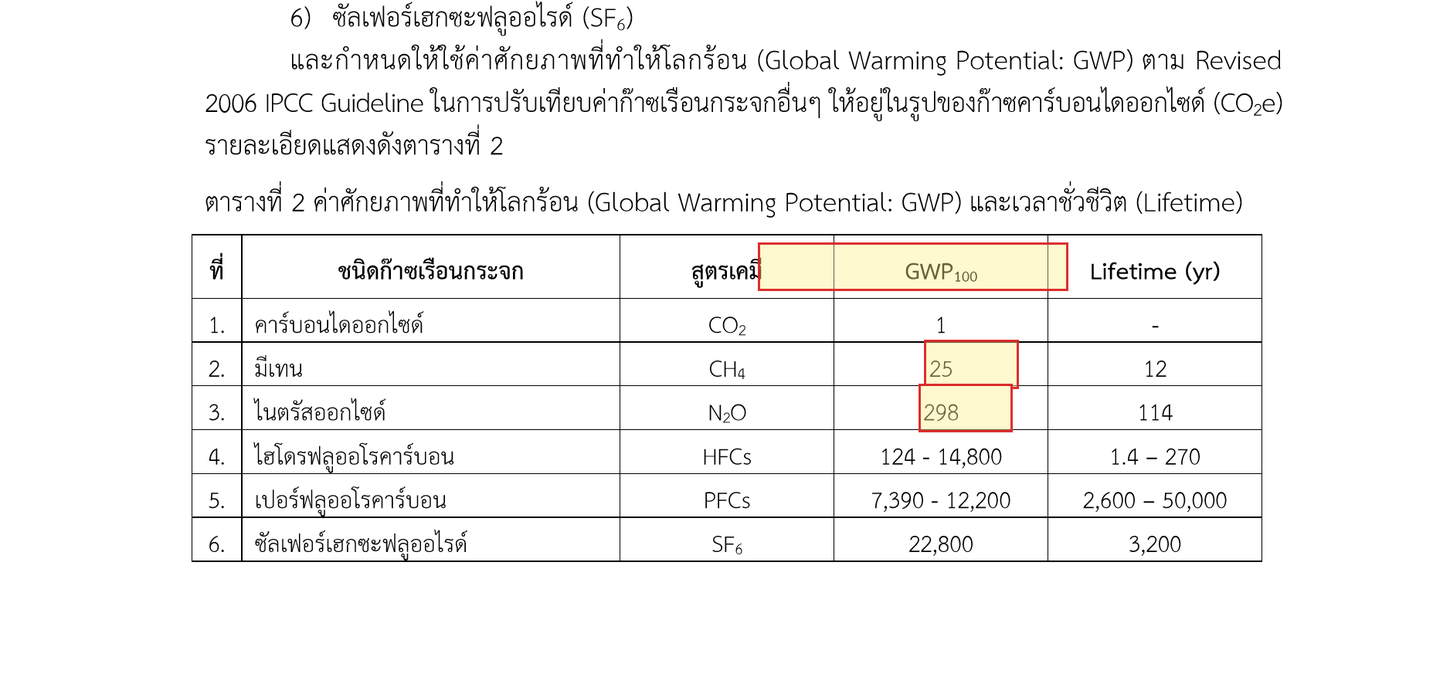 6) ซัลเฟอร์เฮกซะฟลูออไรด์ (SF₆)
และกำหนดให้ใช้ค่าศักยภาพที่ทำให้โลกร้อน (Global Warming Potential: GWP) ตาม Revised
2006 IPCC Guideline ในการปรับเทียบค่าก๊าซเรือนกระจกอื่นๆ ให้อยู่ในรูปของก๊าซคาร์บอนไดออกไซด์ (CO₂e)
รายละเอียดแสดงดังตารางที่ 2
ตารางที่ 2 ค่าศักยภาพที่ทำให้โลกร้อน (Global Warming Potential: GWP) และเวลาชั่วชีวิต (Lifetime)
ที่ ชนิดก๊าซเรือนกระจก สูตรเคมี GWP₁₀₀ Lifetime (yr)
1. คาร์บอนไดออกไซด์ CO₂ 1 -
2. มีเทน CH₄ 25 12
3. ไนตรัสออกไซด์ N₂O 298 114
4. ไฮโดรฟลูออโรคาร์บอน HFCs 124 - 14,800 1.4 – 270
5. เปอร์ฟลูออโรคาร์บอน PFCs 7,390 - 12,200 2,600 – 50,000
6. ซัลเฟอร์เฮกซะฟลูออไรด์ SF₆ 22,800 3,200